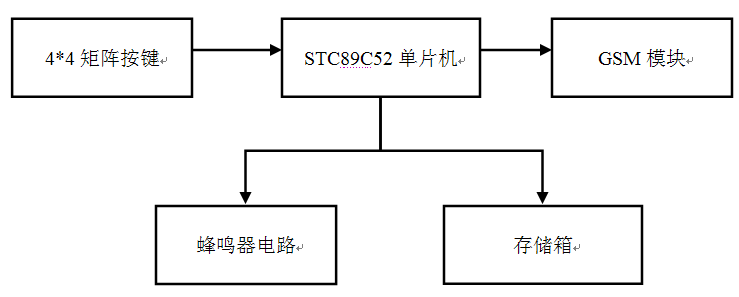 4*4 矩阵按键
STC89C52 单片机
GSM 模块
蜂鸣器电路
存储箱